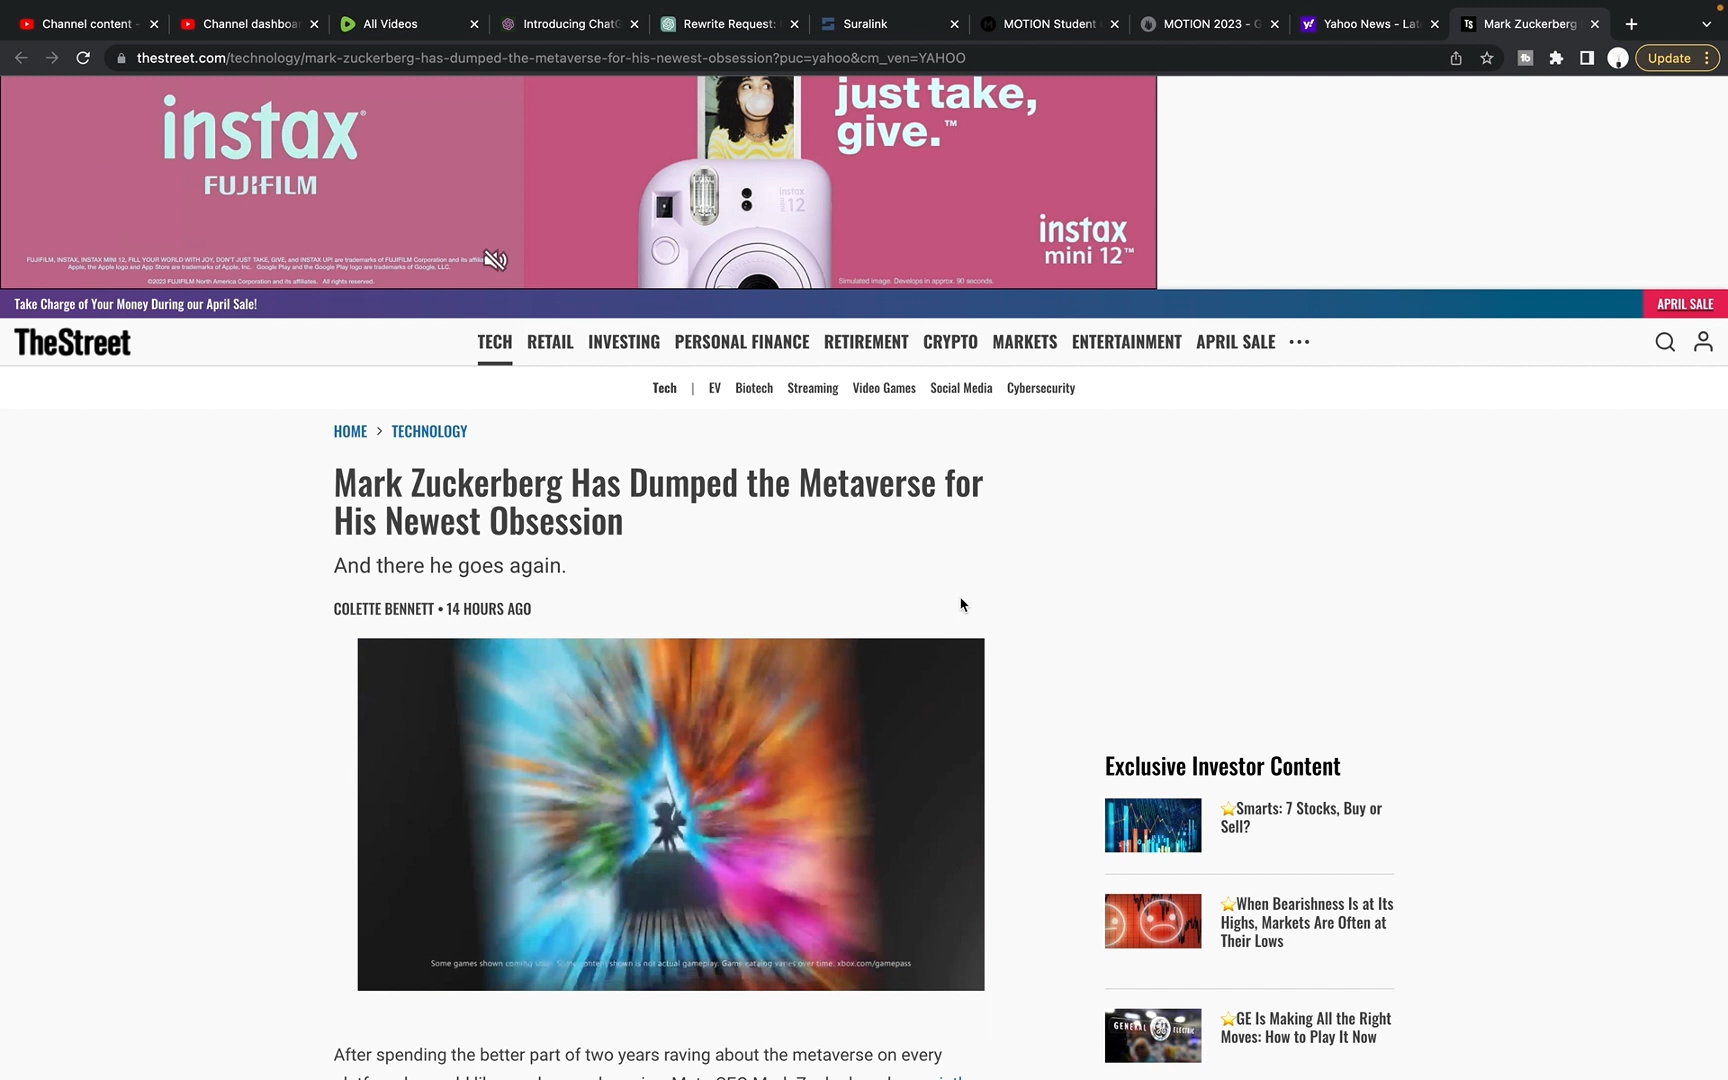 Channel content -
Channel dashboa
All Videos
Introducing ChatG
Rewrite Request:
Suralink
MOTION Student
MOTION 2023 - G
Yahoo News - Lat
Mark Zuckerberg
thestreet.com/technology/mark-zuckerberg-has-dumped-the-metaverse-for-his-newest-obsession?puc=yahoo&cm_ven=YAHOO
Update
instax
FUJIFILM
FUJIFILM, INSTAX, INSTAX MINI 12, FILL YOUR WORLD WITH JOY, DON'T JUST TAKE, GIVE, and INSTAX UP! are trademarks of FUJIFILM Corporation and its affilia
Apple, the Apple logo and App Store are trademarks of Apple, Inc. Google Play and the Google Play logo are trademarks of Google, LLC.
©2023 FUJIFILM North America Corporation and its affiliates. All rights reserved.
just take,
give.™
instax
mini 12
instax
mini 12™
Simulated image. Develops in approx. 90 seconds.
Take Charge of Your Money During our April Sale!
APRIL SALE
TheStreet
TECH RETAIL INVESTING PERSONAL FINANCE RETIREMENT CRYPTO MARKETS ENTERTAINMENT APRIL SALE
Tech | EV Biotech Streaming Video Games Social Media Cybersecurity
HOME > TECHNOLOGY
Mark Zuckerberg Has Dumped the Metaverse for
His Newest Obsession
And there he goes again.
COLETTE BENNETT • 14 HOURS AGO
Some games shown coming shown is not actual gameplay. Game catalog varies over time: xbox.com/gamepass
Exclusive Investor Content
Smarts: 7 Stocks, Buy or
Sell?
When Bearishness Is at Its
Highs, Markets Are Often at
Their Lows
GENERAL ELECTRIC
GE Is Making All the Right
Moves: How to Play It Now
After spending the better part of two years raving about the metaverse on every